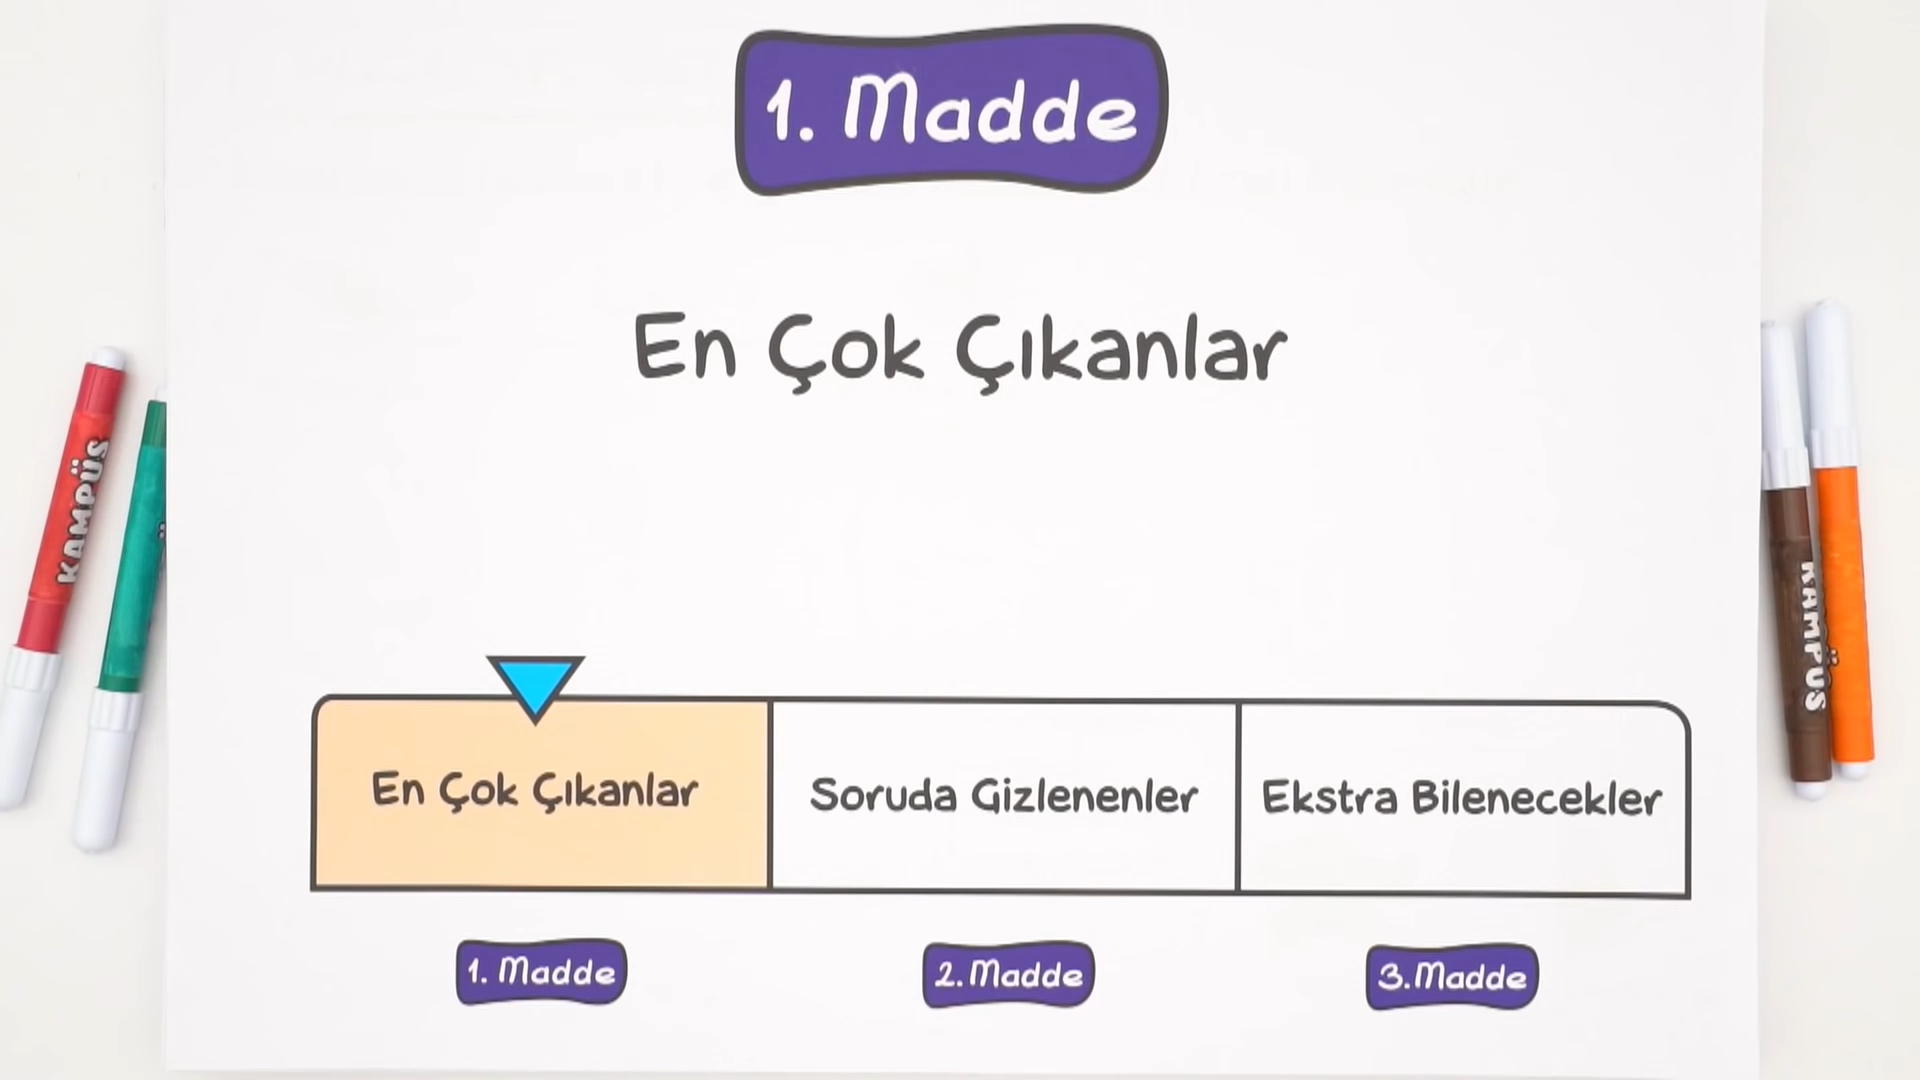 1. Madde
En Çok Çıkanlar
En Çok Çıkanlar
Soruda Gizlenenler
Ekstra Bilenecekler
1. Madde
2. Madde
3. Madde
KAMPÜS
KAMPÜS